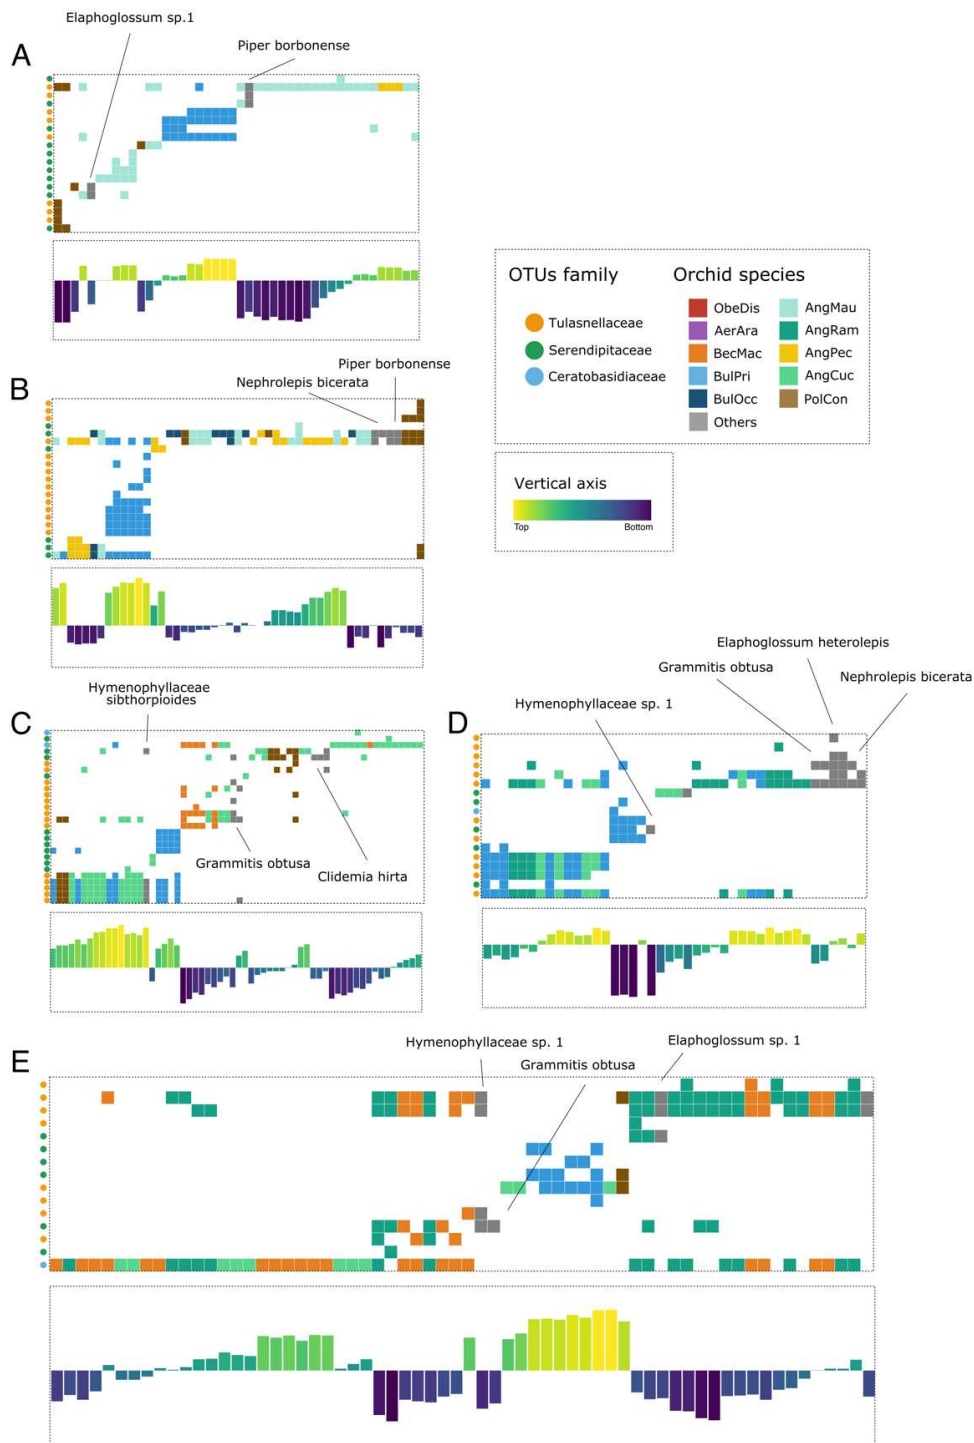 Elaphoglossum sp.1
A
Piper borbonense
Piper borbonense
Nephrolepis bicerata
B
OTUs family
Tulasnellaceae
Serendipitaceae
Ceratobasidiaceae
Orchid species
ObeDis
AerAra
BecMac
BulPri
BulOcc
Others
AngMau
AngRam
AngPec
AngCuc
PolCon
Vertical axis
Top
Bottom
Hymenophyllaceae
sibthorpioides
C
Grammitis obtusa
Clidemia hirta
Elaphoglossum heterolepis
Grammitis obtusa
Nephrolepis bicerata
Hymenophyllaceae sp. 1
D
E
Hymenophyllaceae sp. 1
Elaphoglossum sp. 1
Grammitis obtusa